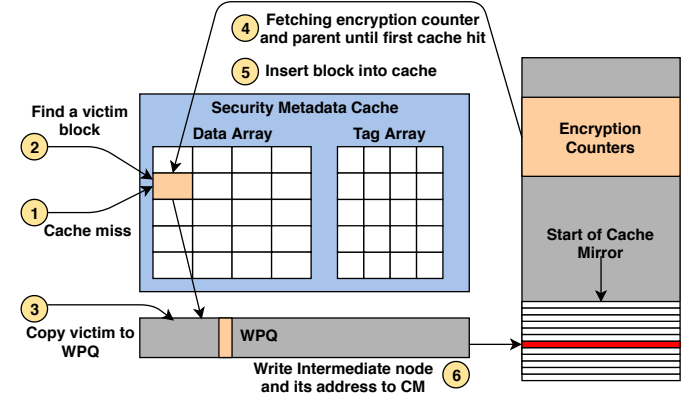 4
Fetching encryption counter
and parent until first cache hit
5
Insert block into cache
Find a victim
block
2
1
Cache miss
Security Metadata Cache
Data Array
Tag Array
Encryption
Counters
Start of Cache
Mirror
3
Copy victim to
WPQ
WPQ
Write Intermediate node
and its address to CM
6